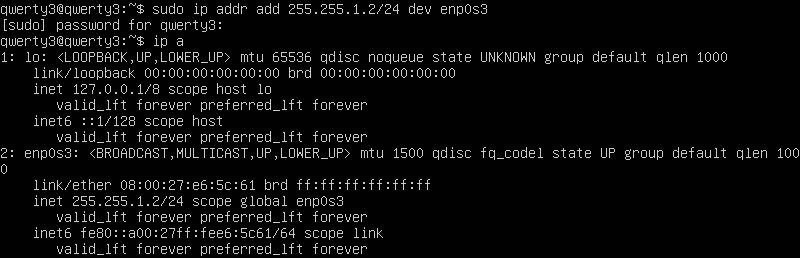 qwerty3@qwerty3:~$ sudo ip addr add 255.255.1.2/24 dev enp0s3
[sudo] password for qwerty3:
qwerty3@qwerty3:~$ ip a
1: lo: <LOOPBACK,UP,LOWER_UP> mtu 65536 qdisc noqueue state UNKNOWN group default qlen 1000
    link/loopback 00:00:00:00:00:00 brd 00:00:00:00:00:00
    inet 127.0.0.1/8 scope host lo
       valid_lft forever preferred_lft forever
    inet6 ::1/128 scope host
       valid_lft forever preferred_lft forever
2: enp0s3: <BROADCAST,MULTICAST,UP,LOWER_UP> mtu 1500 qdisc fq_codel state UP group default qlen 100
0
    link/ether 08:00:27:e6:5c:61 brd ff:ff:ff:ff:ff:ff
    inet 255.255.1.2/24 scope global enp0s3
       valid_lft forever preferred_lft forever
    inet6 fe80::a00:27ff:fee6:5c61/64 scope link
       valid_lft forever preferred_lft forever